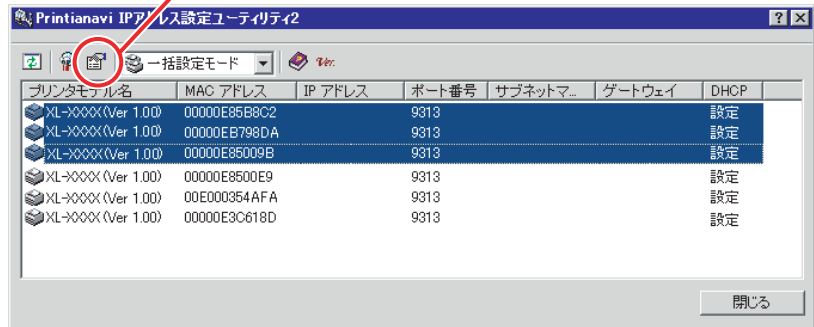 Printianavi IPアドレス設定ユーティリティ2
一括設定モード Ver.
プリンタモデル名 MAC アドレス IP アドレス ポート番号 サブネットマ... ゲートウェイ DHCP
XL-XXXX(Ver 1.00) 00000E85B8C2 9313 設定
XL-XXXX(Ver 1.00) 00000EB798DA 9313 設定
XL-XXXX(Ver 1.00) 00000E85009B 9313 設定
XL-XXXX(Ver 1.00) 00000E8500E9 9313 設定
XL-XXXX(Ver 1.00) 00E000354AFA 9313 設定
XL-XXXX(Ver 1.00) 00000E3C618D 9313 設定
閉じる